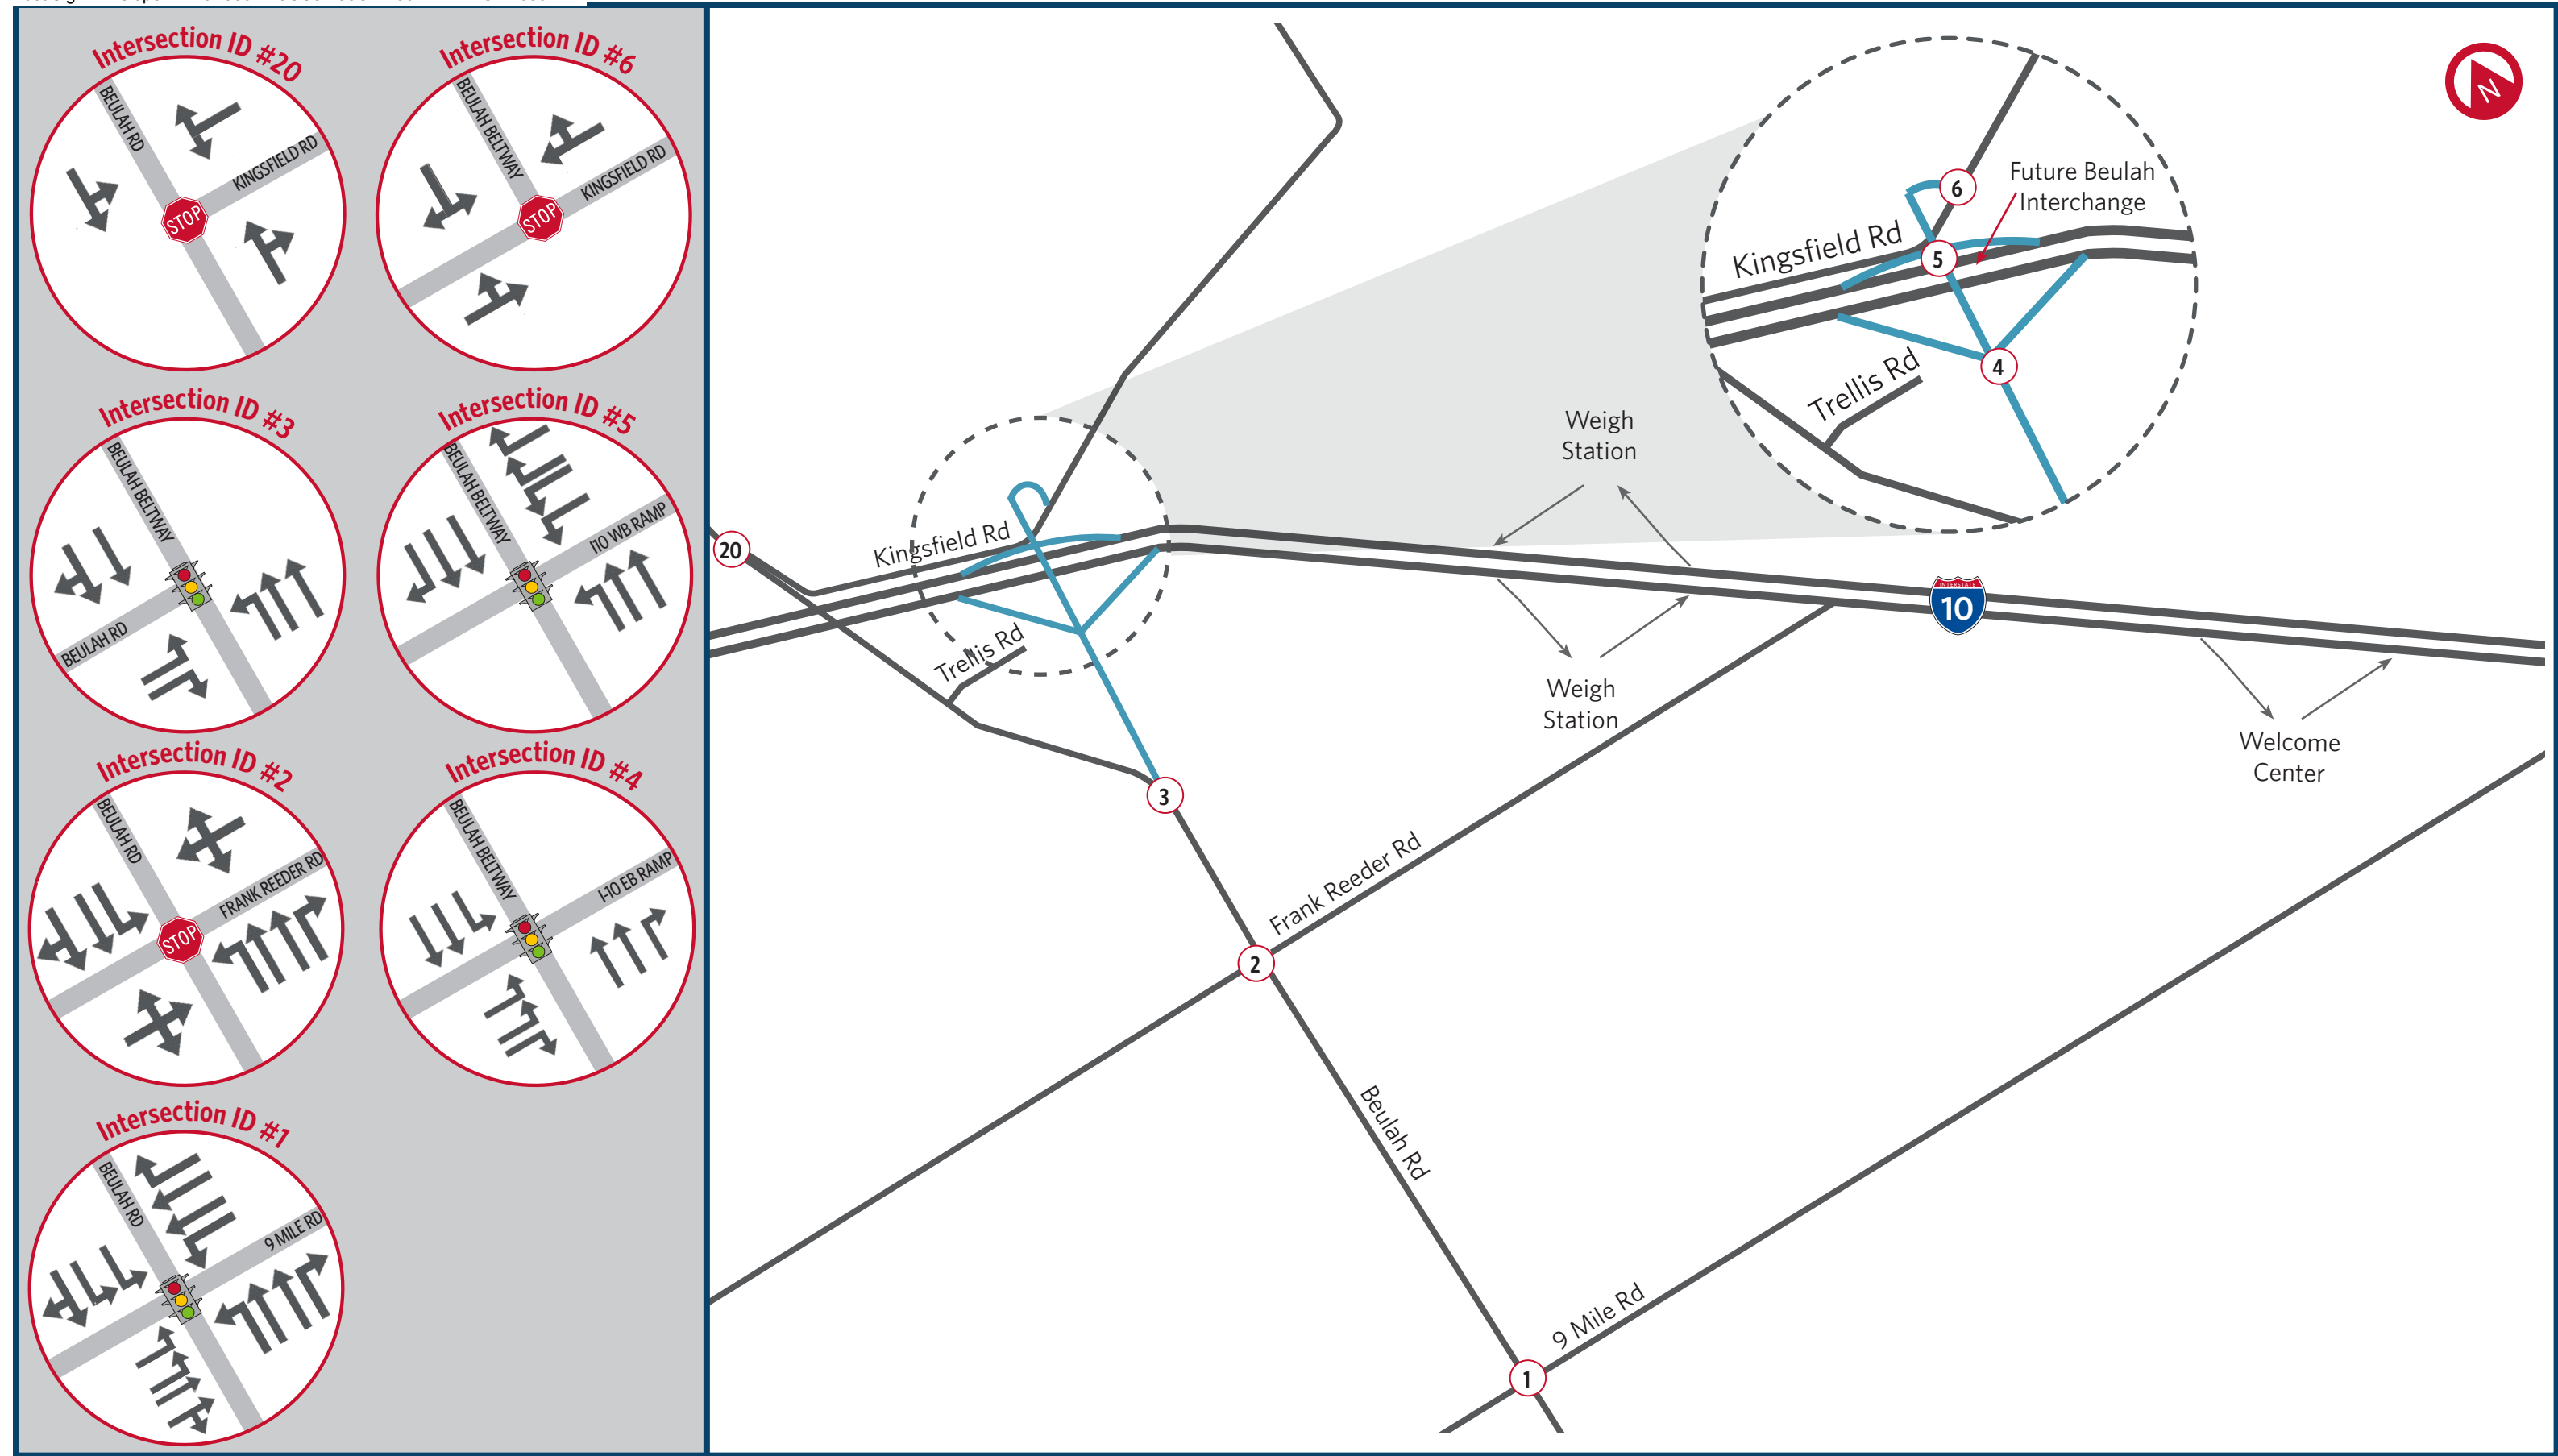 Intersection ID #20
BEULAH RD
KINGSFIELD RD
STOP
Intersection ID #6
BEULAH BELTWAY
KINGSFIELD RD
STOP
Intersection ID #3
BEULAH BELTWAY
BEULAH RD
Intersection ID #5
BEULAH BELTWAY
I10 WB RAMP
Intersection ID #2
BEULAH RD
FRANK REEDER RD
STOP
Intersection ID #4
BEULAH BELTWAY
I-10 EB RAMP
Intersection ID #1
BEULAH RD
9 MILE RD
N
6
Future Beulah
Interchange
Kingsfield Rd
5
4
Trellis Rd
Weigh
Station
20
Kingsfield Rd
INTERSTATE
10
Trellis Rd
Weigh
Station
Welcome
Center
3
Frank Reeder Rd
2
Beulah Rd
9 Mile Rd
1